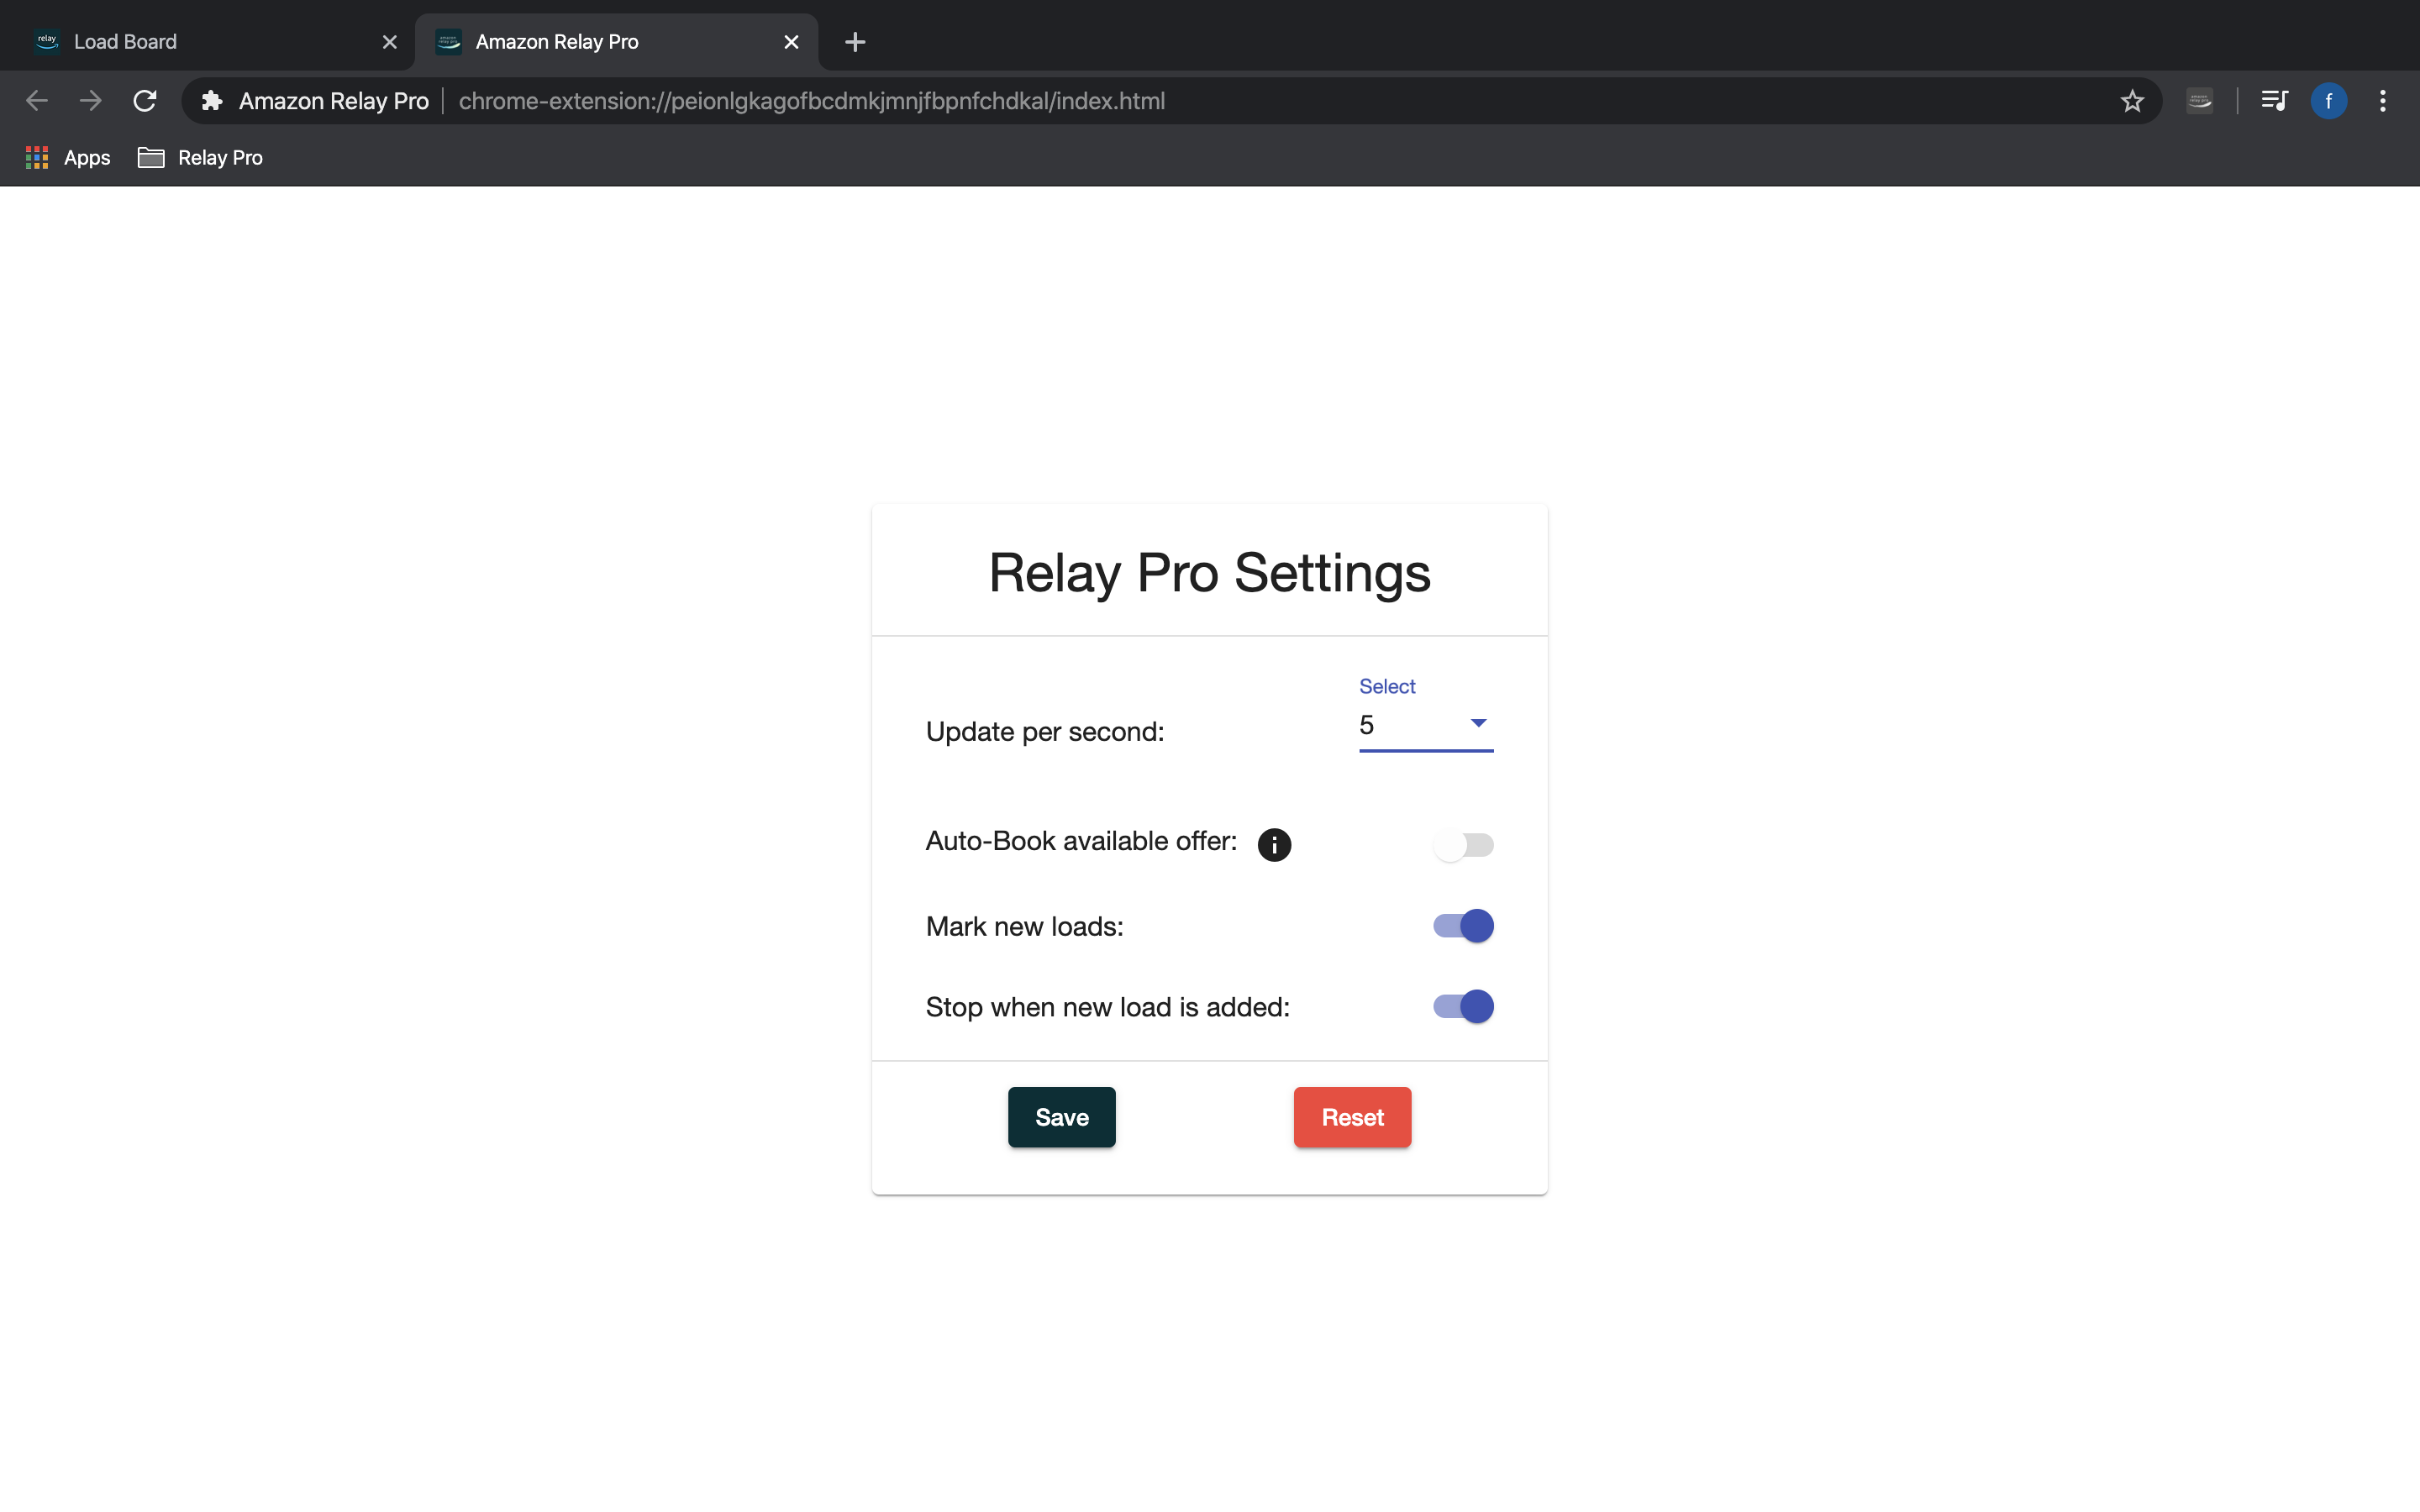 relay Load Board
Amazon Relay Pro
Amazon Relay Pro | chrome-extension://peionlgkagofbcdmkjmnjfbpnfchdkal/index.html
f
Apps
Relay Pro
Relay Pro Settings
Select
Update per second: 5
Auto-Book available offer: i
Mark new loads:
Stop when new load is added:
Save
Reset